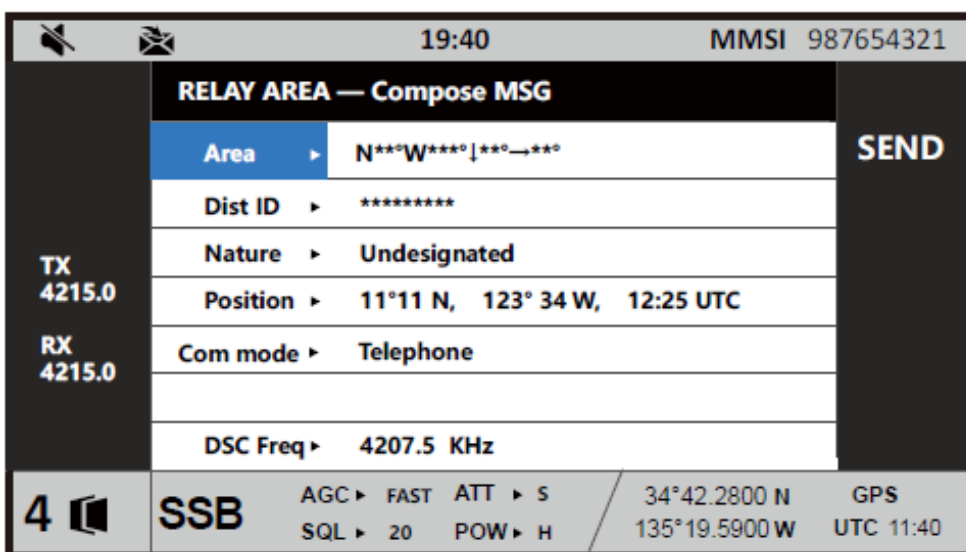 19:40 MMSI 987654321
RELAY AREA — Compose MSG
SEND
Area ▸ N**°W***°↓**°→**°
Dist ID ▸ *********
Nature ▸ Undesignated
Position ▸ 11°11 N, 123° 34 W, 12:25 UTC
Com mode ▸ Telephone
DSC Freq ▸ 4207.5 KHz
TX
4215.0
RX
4215.0
4
SSB
AGC ▸ FAST ATT ▸ S
SQL ▸ 20 POW ▸ H
34°42.2800 N
135°19.5900 W
GPS
UTC 11:40